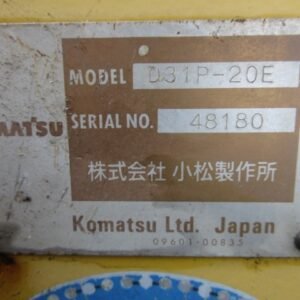 MODEL D31P-20E
MATSU
SERIAL NO. 48180
株式会社 小松製作所
Komatsu Ltd. Japan
09601-00835